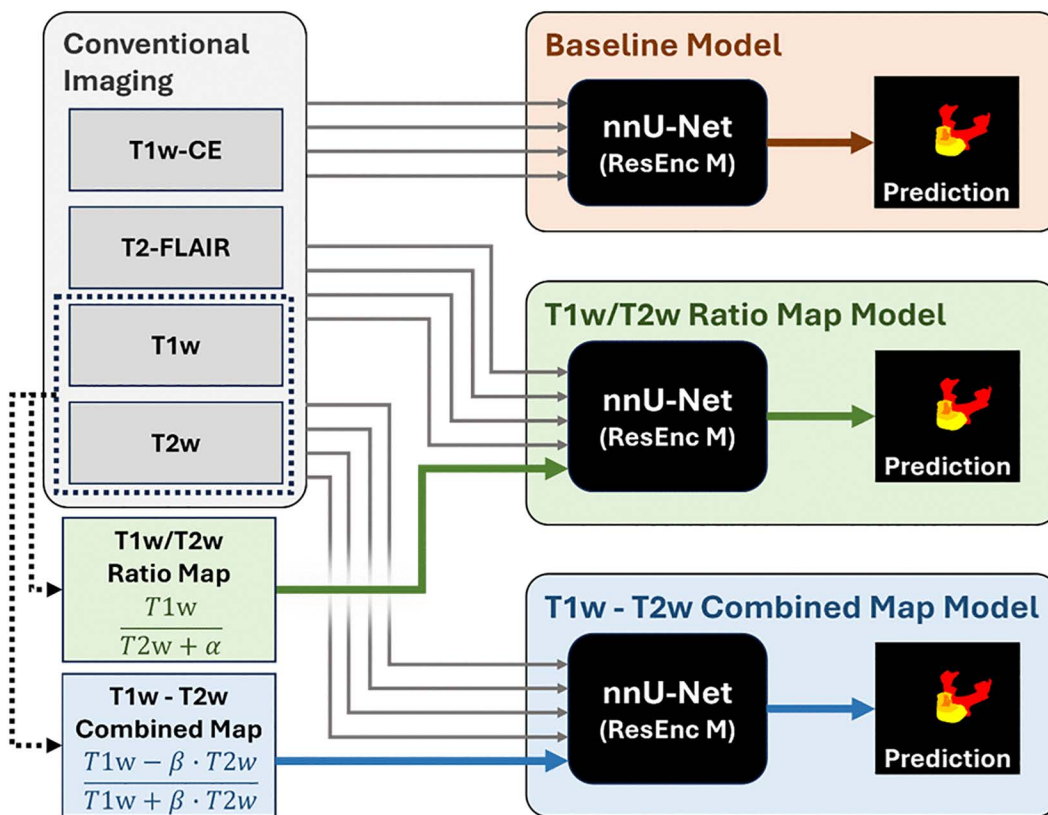 Conventional
Imaging
T1w-CE
T2-FLAIR
T1w
T2w
T1w/T2w
Ratio Map
T1w
T2w + α
T1w - T2w
Combined Map
T1w − β · T2w
T1w + β · T2w
Baseline Model
nnU-Net
(ResEnc M)
Prediction
T1w/T2w Ratio Map Model
nnU-Net
(ResEnc M)
Prediction
T1w - T2w Combined Map Model
nnU-Net
(ResEnc M)
Prediction